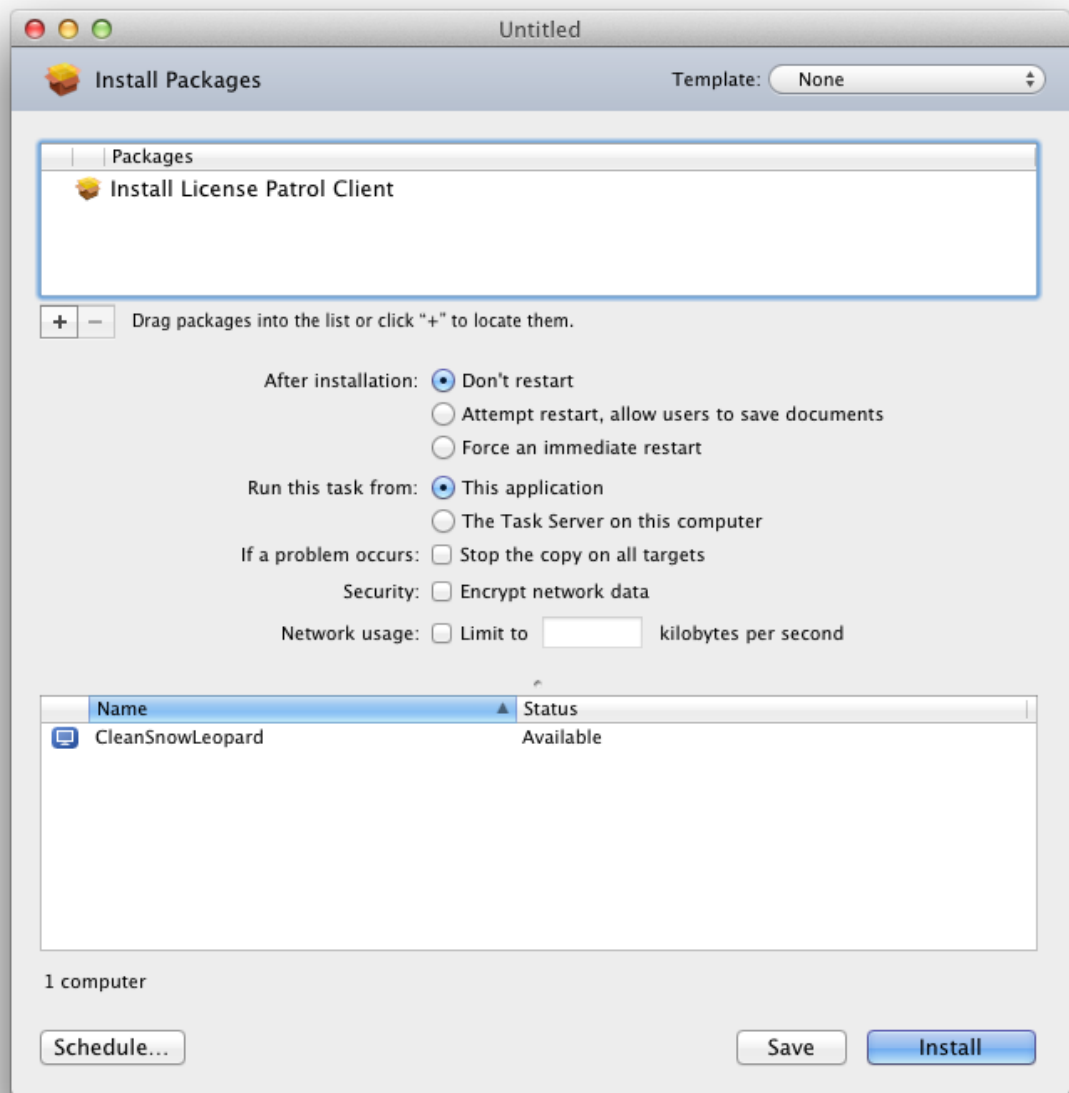 Untitled
Install Packages
Template: None
Packages
Install License Patrol Client
+ − Drag packages into the list or click “+” to locate them.
After installation: Don't restart
Attempt restart, allow users to save documents
Force an immediate restart
Run this task from: This application
The Task Server on this computer
If a problem occurs: Stop the copy on all targets
Security: Encrypt network data
Network usage: Limit to kilobytes per second
Name Status
CleanSnowLeopard Available
1 computer
Schedule... Save Install